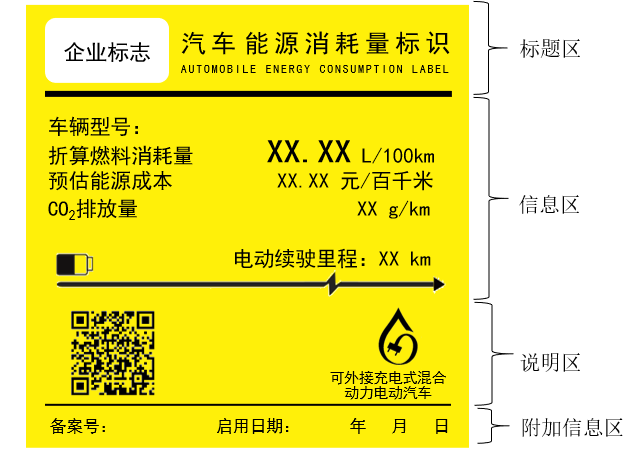 企业标志
汽车能源消耗量标识
AUTOMOBILE ENERGY CONSUMPTION LABEL
标题区
车辆型号：
折算燃料消耗量 XX.XX L/100km
预估能源成本 XX.XX 元/百千米
CO₂排放量 XX g/km
信息区
电动续驶里程：XX km
可外接充电式混合
动力电动汽车
说明区
备案号： 启用日期： 年 月 日
附加信息区